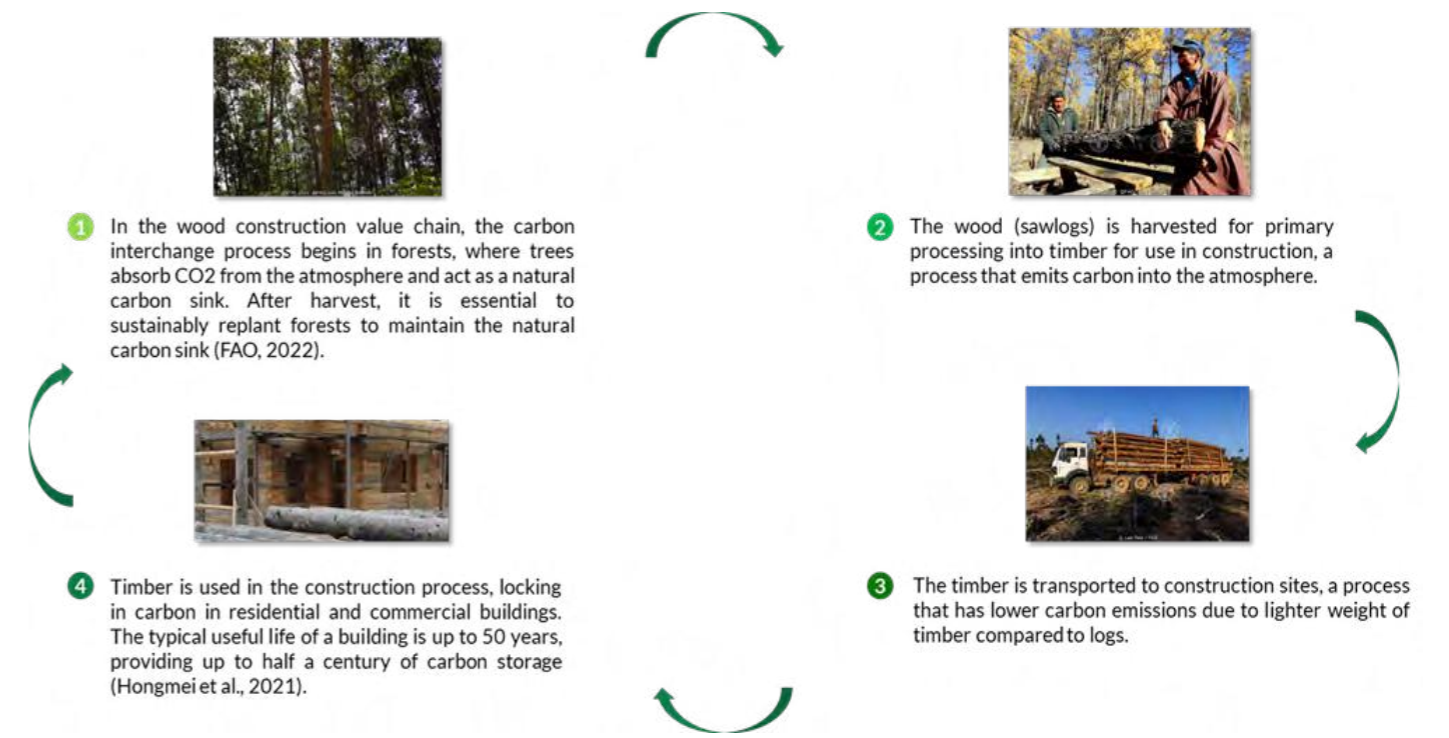 1
In the wood construction value chain, the carbon
interchange process begins in forests, where trees
absorb CO2 from the atmosphere and act as a natural
carbon sink. After harvest, it is essential to
sustainably replant forests to maintain the natural
carbon sink (FAO, 2022).
2
The wood (sawlogs) is harvested for primary
processing into timber for use in construction, a
process that emits carbon into the atmosphere.
3
The timber is transported to construction sites, a process
that has lower carbon emissions due to lighter weight of
timber compared to logs.
4
Timber is used in the construction process, locking
in carbon in residential and commercial buildings.
The typical useful life of a building is up to 50 years,
providing up to half a century of carbon storage
(Hongmei et al., 2021).